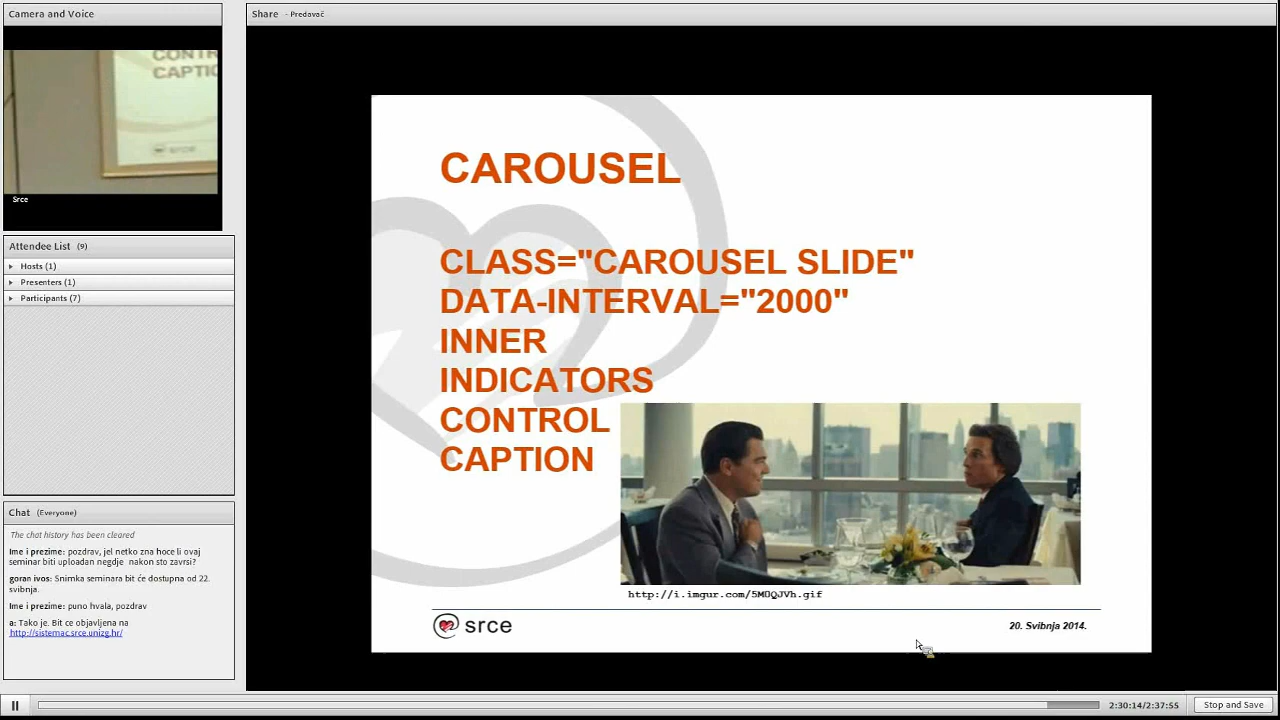 Camera and Voice
CONTR
CAPTIO
srce
Srce
Attendee List (9)
Hosts (1)
Presenters (1)
Participants (7)
Chat (Everyone)
The chat history has been cleared
Ime i prezime: pozdrav, jel netko zna hoce li ovaj
seminar biti uploadan negdje nakon sto zavrsi?
goran ivos: Snimka seminara bit će dostupna od 22.
svibnja.
Ime i prezime: puno hvala, pozdrav
a: Tako je. Bit ce objavljena na
http://sistemac.srce.unizg.hr/
Share - Predavač
CAROUSEL
CLASS="CAROUSEL SLIDE"
DATA-INTERVAL="2000"
INNER
INDICATORS
CONTROL
CAPTION
http://i.imgur.com/5M0QJVh.gif
srce
20. Svibnja 2014.
2:30:14/2:37:55
Stop and Save